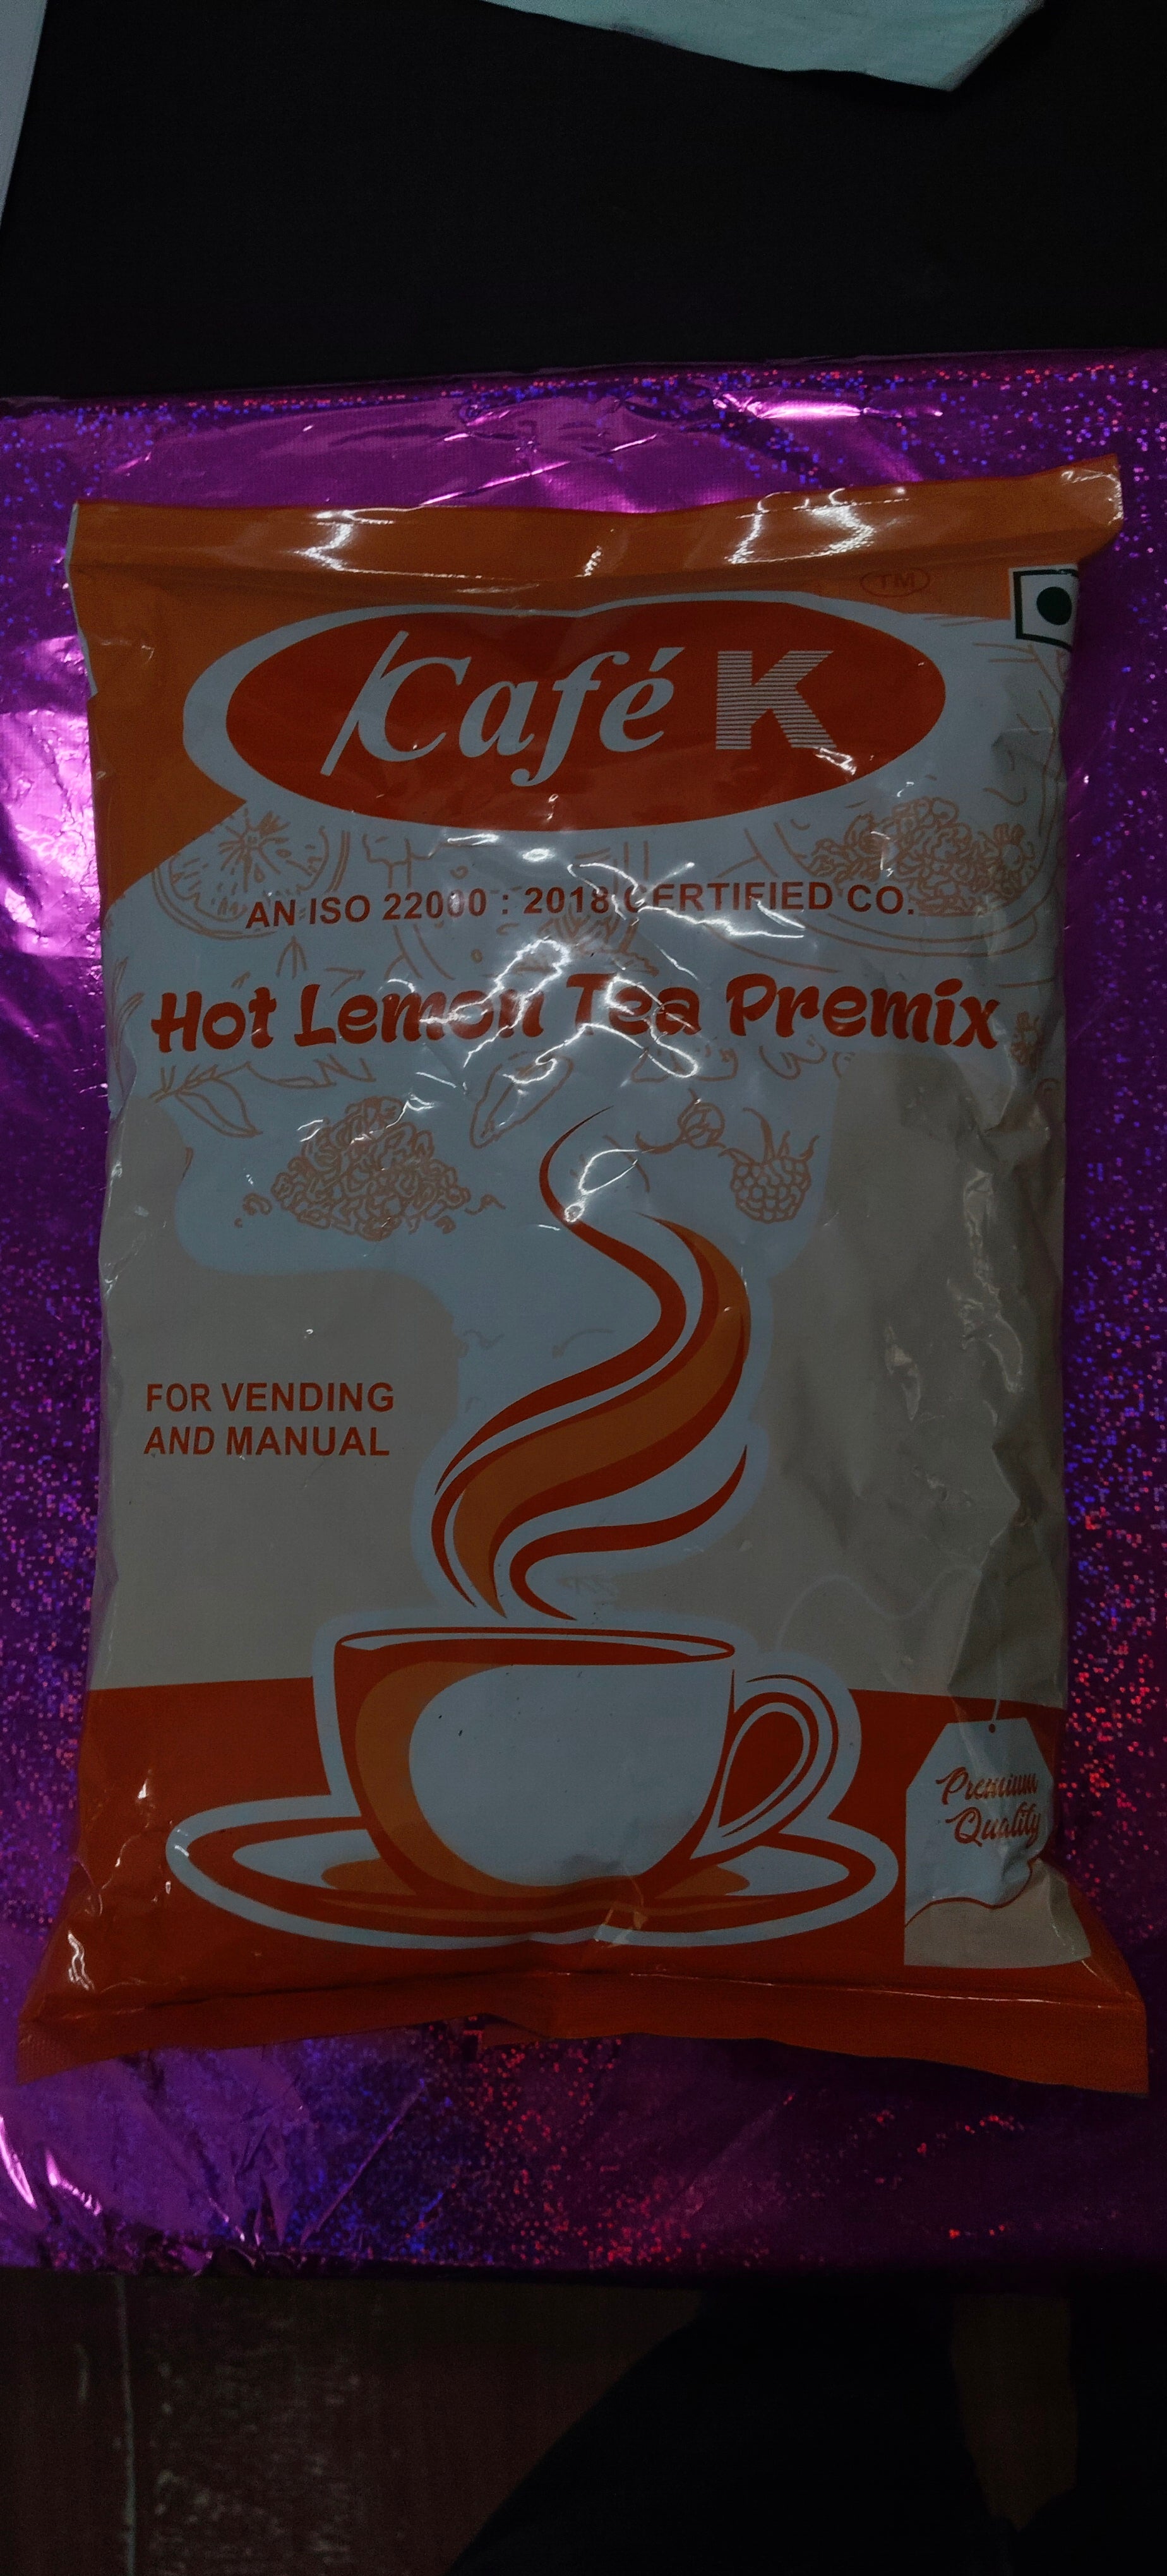 TM
Café K
AN ISO 22000 : 2018 CERTIFIED CO.
Hot Lemon Tea Premix
FOR VENDING
AND MANUAL
Premium
Quality